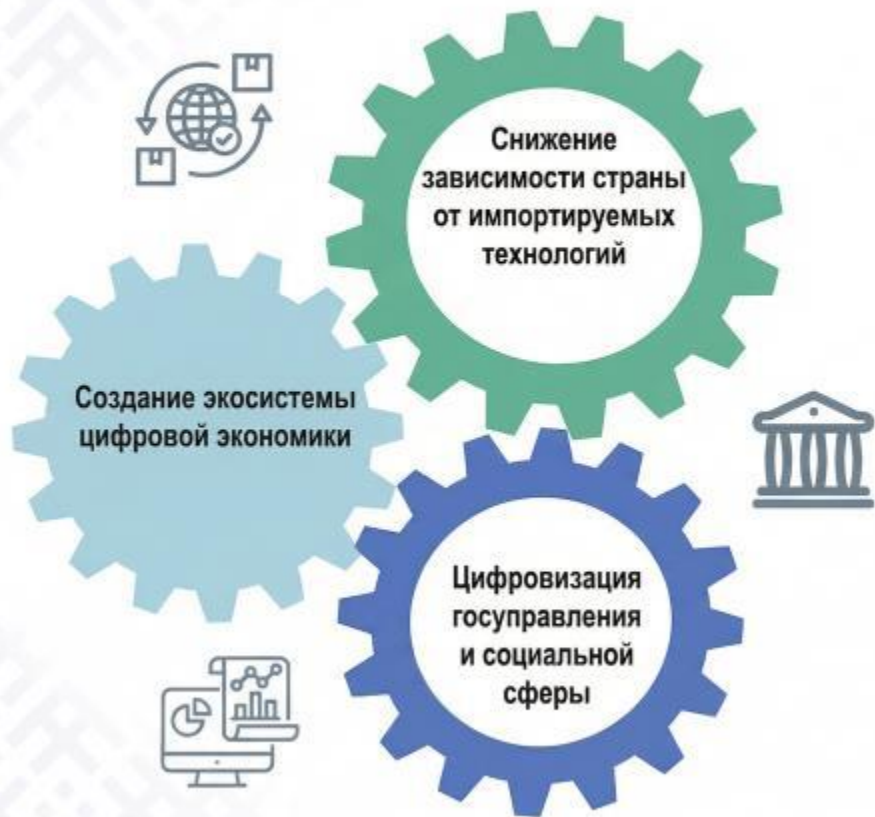 Снижение
зависимости страны
от импортируемых
технологий
Создание экосистемы
цифровой экономики
Цифровизация
госуправления
и социальной
сферы